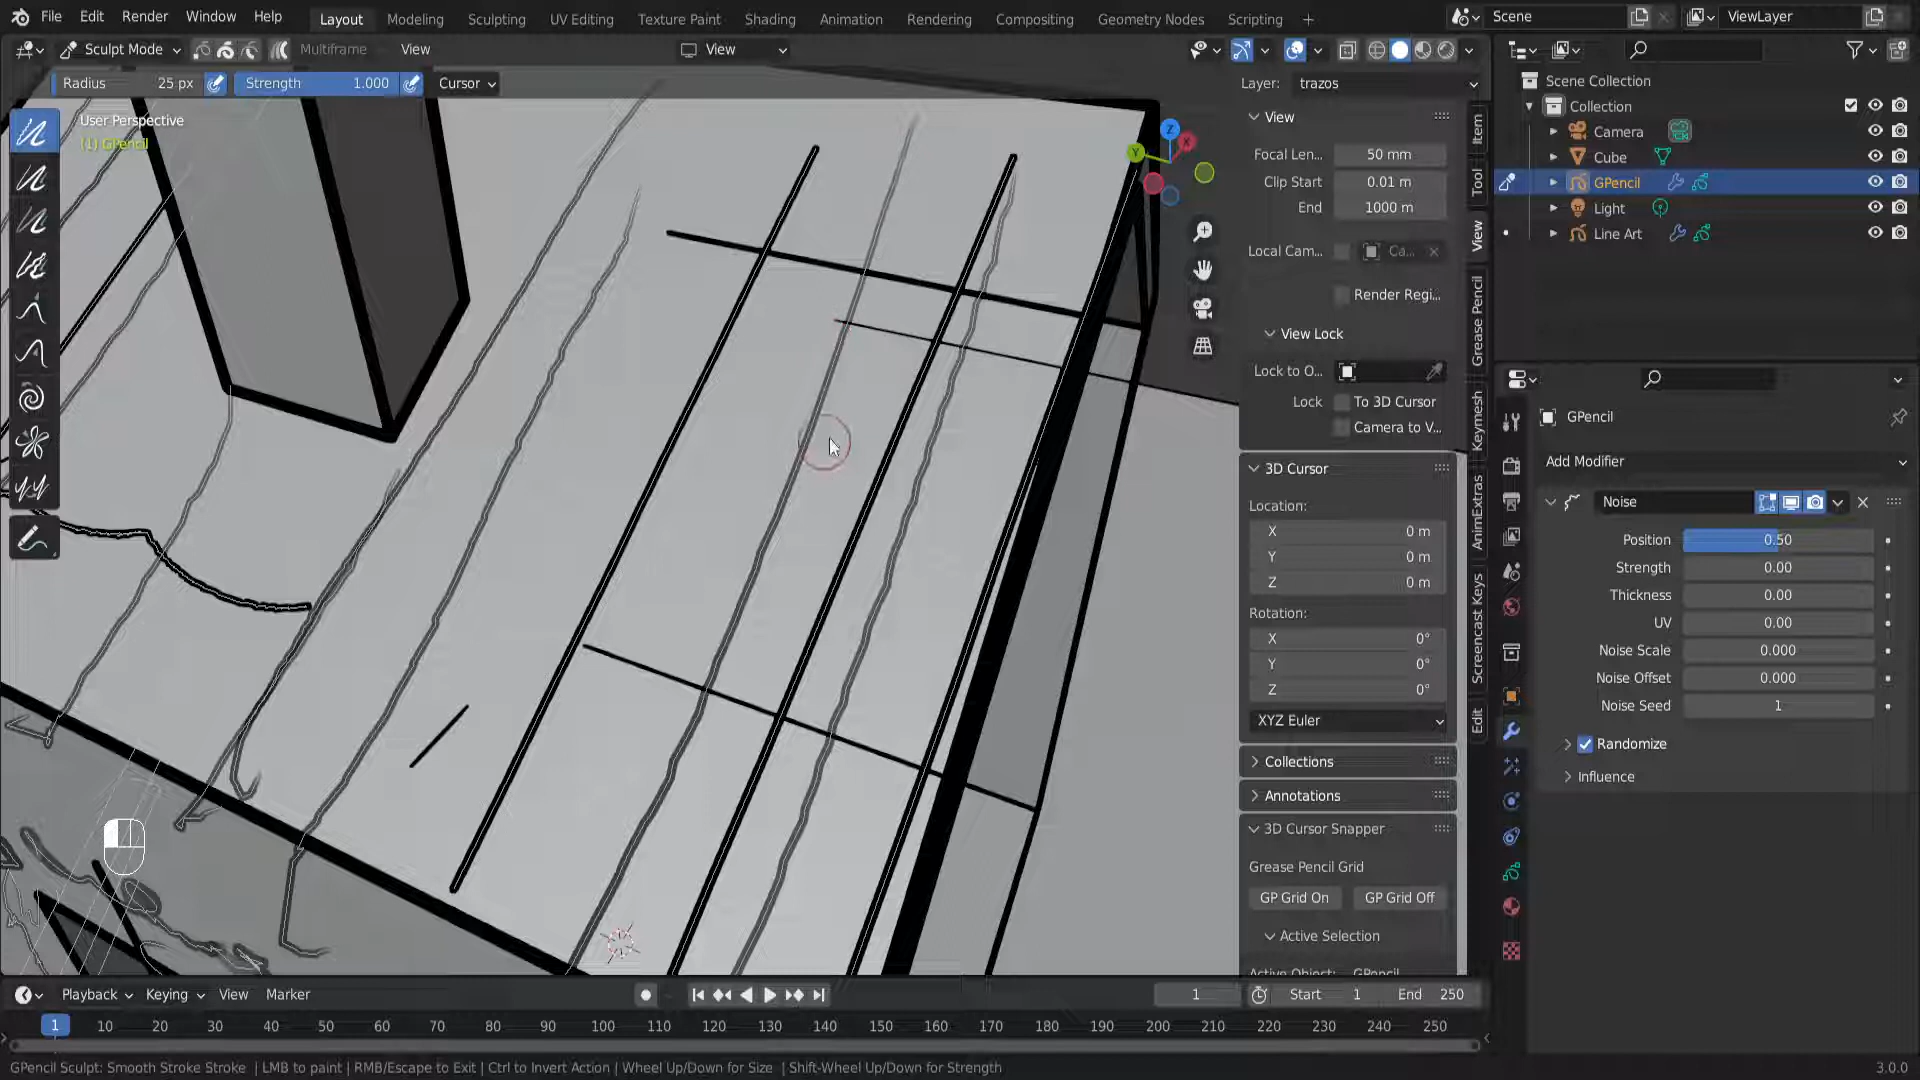 File Edit Render Window Help Layout Modeling Sculpting UV Editing Texture Paint Shading Animation Rendering Compositing Geometry Nodes Scripting + Scene ViewLayer
Sculpt Mode Multiframe View View
Radius 25 px Strength 1.000 Cursor Layer: trazos
User Perspective
(1) GPencil
Z
Y
X
View
Focal Len... 50 mm
Clip Start 0.01 m
End 1000 m
Local Cam... Ca...
Render Regi...
View Lock
Lock to O...
Lock To 3D Cursor
Camera to V...
3D Cursor
Location:
X 0 m
Y 0 m
Z 0 m
Rotation:
X 0°
Y 0°
Z 0°
XYZ Euler
Collections
Annotations
3D Cursor Snapper
Grease Pencil Grid
GP Grid On GP Grid Off
Active Selection
Active Object: GPencil
Item
Tool
View
Grease Pencil
Keymesh
AnimExtras
Screencast Keys
Edit
Scene Collection
Collection
Camera
Cube
GPencil
Light
Line Art
GPencil
Add Modifier
Noise
Position 0.50
Strength 0.00
Thickness 0.00
UV 0.00
Noise Scale 0.000
Noise Offset 0.000
Noise Seed 1
Randomize
Influence
Playback Keying View Marker 1 Start 1 End 250
1 10 20 30 40 50 60 70 80 90 100 110 120 130 140 150 160 170 180 190 200 210 220 230 240 250
GPencil Sculpt: Smooth Stroke Stroke | LMB to paint | RMB/Escape to Exit | Ctrl to Invert Action | Wheel Up/Down for Size | Shift-Wheel Up/Down for Strength 3.0.0